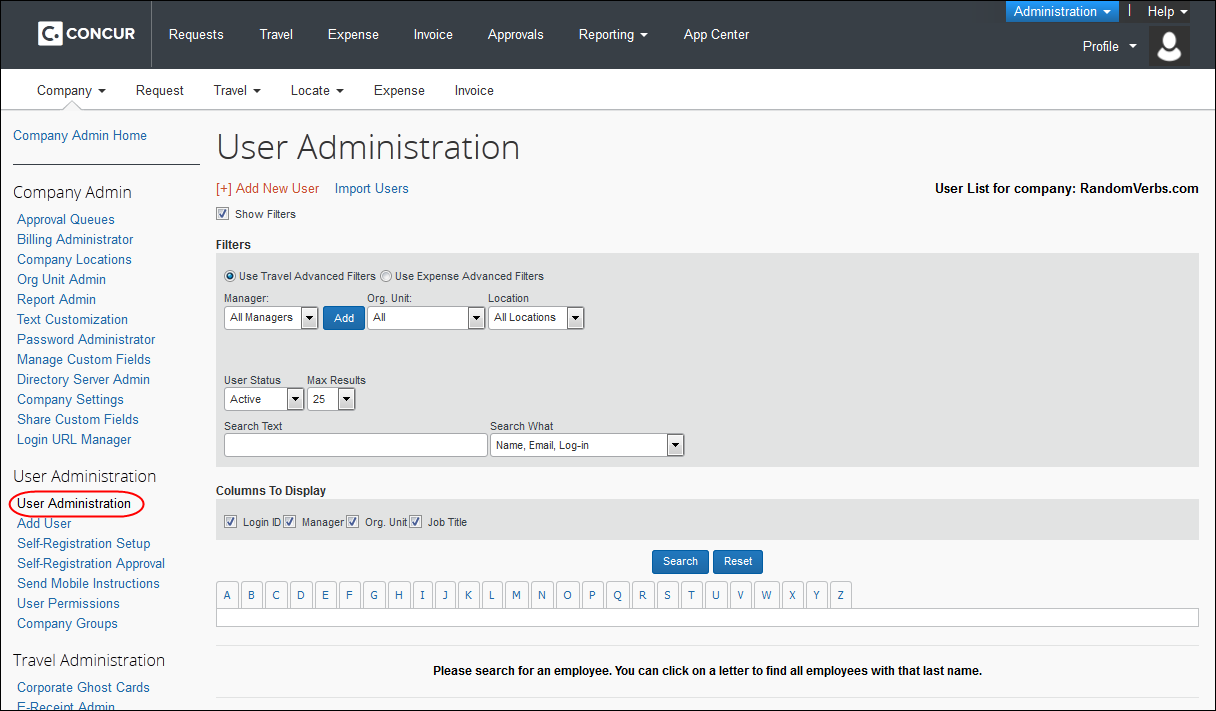 Administration | Help
C. CONCUR Requests Travel Expense Invoice Approvals Reporting App Center
Profile
Company Request Travel Locate Expense Invoice
Company Admin Home
Company Admin
Approval Queues
Billing Administrator
Company Locations
Org Unit Admin
Report Admin
Text Customization
Password Administrator
Manage Custom Fields
Directory Server Admin
Company Settings
Share Custom Fields
Login URL Manager
User Administration
User Administration
Add User
Self-Registration Setup
Self-Registration Approval
Send Mobile Instructions
User Permissions
Company Groups
Travel Administration
Corporate Ghost Cards
E-Receipt Admin
User Administration
[+] Add New User Import Users
User List for company: RandomVerbs.com
Show Filters
Filters
Use Travel Advanced Filters Use Expense Advanced Filters
Manager: Org. Unit: Location
All Managers Add All All Locations
User Status Max Results
Active 25
Search Text Search What
Name, Email, Log-in
Columns To Display
Login ID Manager Org. Unit Job Title
Search Reset
A B C D E F G H I J K L M N O P Q R S T U V W X Y Z
Please search for an employee. You can click on a letter to find all employees with that last name.